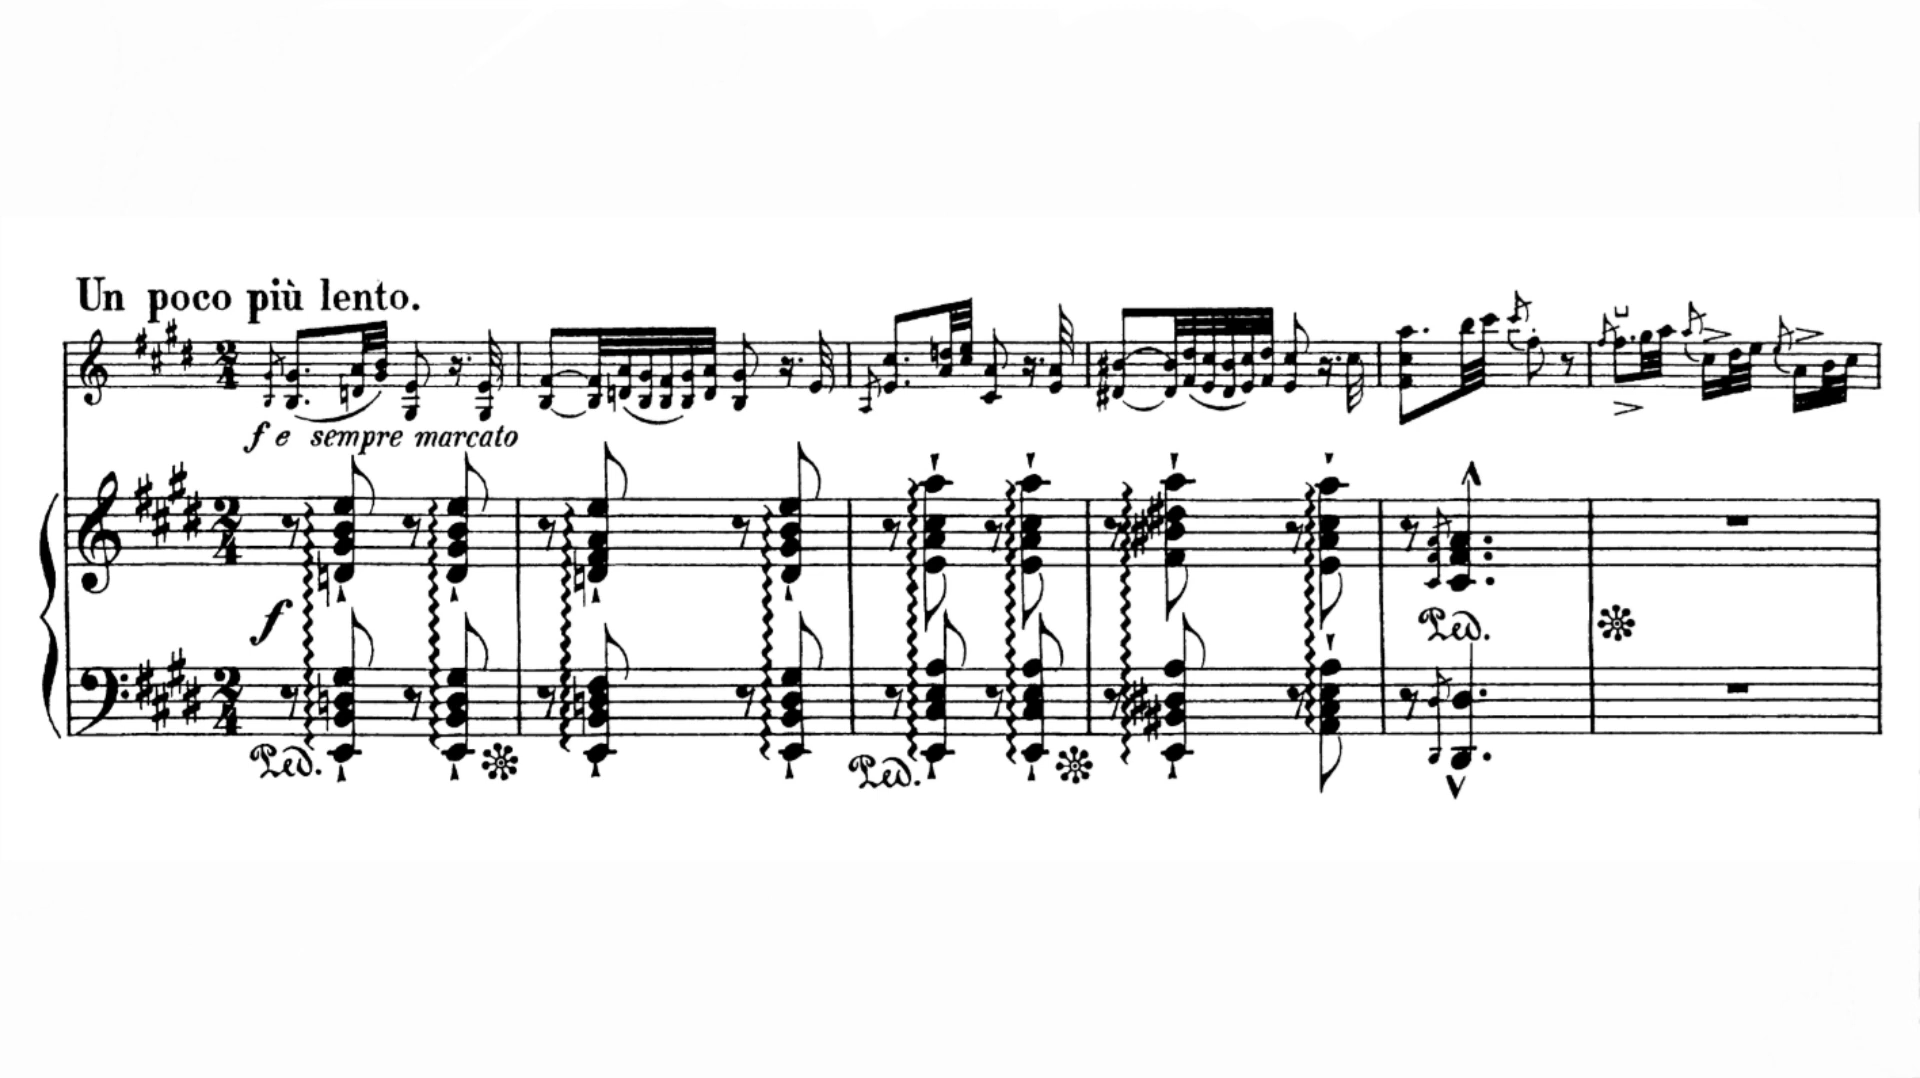 Un poco più lento.
f e sempre marcato
f
Ped.
Ped.
Ped.